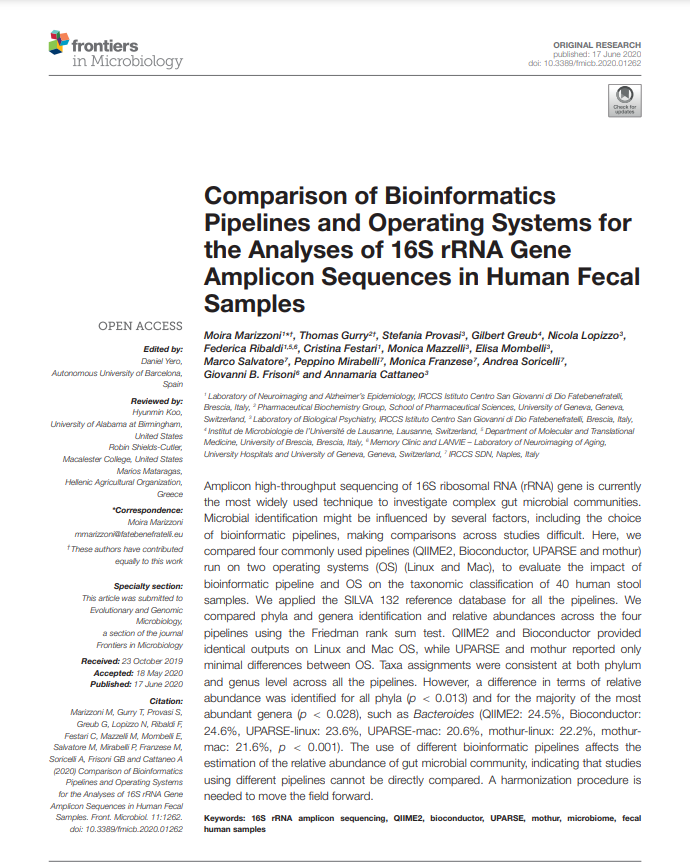 frontiers
in Microbiology
ORIGINAL RESEARCH
published: 17 June 2020
doi: 10.3389/fmicb.2020.01262
Check for
updates
Comparison of Bioinformatics
Pipelines and Operating Systems for
the Analyses of 16S rRNA Gene
Amplicon Sequences in Human Fecal
Samples
Moira Marizzoni¹*†, Thomas Gurry²†, Stefania Provasi³, Gilbert Greub⁴, Nicola Lopizzo³,
Federica Ribaldi¹,⁵,⁶, Cristina Festari¹, Monica Mazzelli³, Elisa Mombelli³,
Marco Salvatore⁷, Peppino Mirabelli⁷, Monica Franzese⁷, Andrea Soricelli⁷,
Giovanni B. Frisoni⁶ and Annamaria Cattaneo³
¹ Laboratory of Neuroimaging and Alzheimer's Epidemiology, IRCCS Istituto Centro San Giovanni di Dio Fatebenefratelli,
Brescia, Italy, ² Pharmaceutical Biochemistry Group, School of Pharmaceutical Sciences, University of Geneva, Geneva,
Switzerland, ³ Laboratory of Biological Psychiatry, IRCCS Istituto Centro San Giovanni di Dio Fatebenefratelli, Brescia, Italy,
⁴ Institut de Microbiologie de l'Université de Lausanne, Lausanne, Switzerland, ⁵ Department of Molecular and Translational
Medicine, University of Brescia, Brescia, Italy, ⁶ Memory Clinic and LANVIE – Laboratory of Neuroimaging of Aging,
University Hospitals and University of Geneva, Geneva, Switzerland, ⁷ IRCCS SDN, Naples, Italy
OPEN ACCESS
Edited by:
Daniel Yero,
Autonomous University of Barcelona,
Spain
Reviewed by:
Hyunmin Koo,
University of Alabama at Birmingham,
United States
Robin Shields-Cutler,
Macalester College, United States
Marios Mataragas,
Hellenic Agricultural Organization,
Greece
*Correspondence:
Moira Marizzoni
mmarizzoni@fatebenefratelli.eu
†These authors have contributed
equally to this work
Specialty section:
This article was submitted to
Evolutionary and Genomic
Microbiology,
a section of the journal
Frontiers in Microbiology
Received: 23 October 2019
Accepted: 18 May 2020
Published: 17 June 2020
Citation:
Marizzoni M, Gurry T, Provasi S,
Greub G, Lopizzo N, Ribaldi F,
Festari C, Mazzelli M, Mombelli E,
Salvatore M, Mirabelli P, Franzese M,
Soricelli A, Frisoni GB and Cattaneo A
(2020) Comparison of Bioinformatics
Pipelines and Operating Systems
for the Analyses of 16S rRNA Gene
Amplicon Sequences in Human Fecal
Samples. Front. Microbiol. 11:1262.
doi: 10.3389/fmicb.2020.01262
Amplicon high-throughput sequencing of 16S ribosomal RNA (rRNA) gene is currently
the most widely used technique to investigate complex gut microbial communities.
Microbial identification might be influenced by several factors, including the choice
of bioinformatic pipelines, making comparisons across studies difficult. Here, we
compared four commonly used pipelines (QIIME2, Bioconductor, UPARSE and mothur)
run on two operating systems (OS) (Linux and Mac), to evaluate the impact of
bioinformatic pipeline and OS on the taxonomic classification of 40 human stool
samples. We applied the SILVA 132 reference database for all the pipelines. We
compared phyla and genera identification and relative abundances across the four
pipelines using the Friedman rank sum test. QIIME2 and Bioconductor provided
identical outputs on Linux and Mac OS, while UPARSE and mothur reported only
minimal differences between OS. Taxa assignments were consistent at both phylum
and genus level across all the pipelines. However, a difference in terms of relative
abundance was identified for all phyla (p < 0.013) and for the majority of the most
abundant genera (p < 0.028), such as Bacteroides (QIIME2: 24.5%, Bioconductor:
24.6%, UPARSE-linux: 23.6%, UPARSE-mac: 20.6%, mothur-linux: 22.2%, mothur-
mac: 21.6%, p < 0.001). The use of different bioinformatic pipelines affects the
estimation of the relative abundance of gut microbial community, indicating that studies
using different pipelines cannot be directly compared. A harmonization procedure is
needed to move the field forward.
Keywords: 16S rRNA amplicon sequencing, QIIME2, bioconductor, UPARSE, mothur, microbiome, fecal
human samples